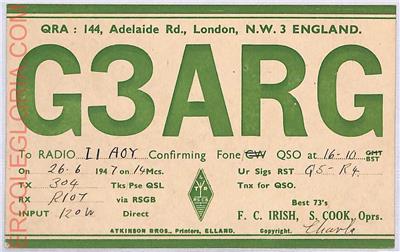 QRA : 144, Adelaide Rd., London, N.W. 3 ENGLAND.
G3ARG
To RADIO I1 AOY Confirming Fone CW QSO at 16-10 GMT BST
On 26.6 1947 on 14 Mcs. Ur Sigs RST Q5-R4
TX 304 Tks Pse QSL Tnx for QSO.
RX R107 via RSGB Best 73's
INPUT 120W Direct F. C. IRISH, S. COOK, Oprs.
ATKINSON BROS., Printers, ELLAND. Copyright.
RSGB
ERCOLEGLORIA.COM